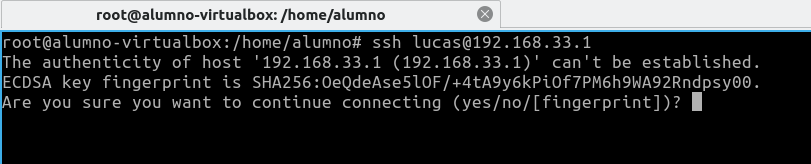 root@alumno-virtualbox: /home/alumno
root@alumno-virtualbox:/home/alumno# ssh lucas@192.168.33.1
The authenticity of host '192.168.33.1 (192.168.33.1)' can't be established.
ECDSA key fingerprint is SHA256:OeQdeAse5lOF/+4tA9y6kPiOf7PM6h9WA92Rndpsy00.
Are you sure you want to continue connecting (yes/no/[fingerprint])?